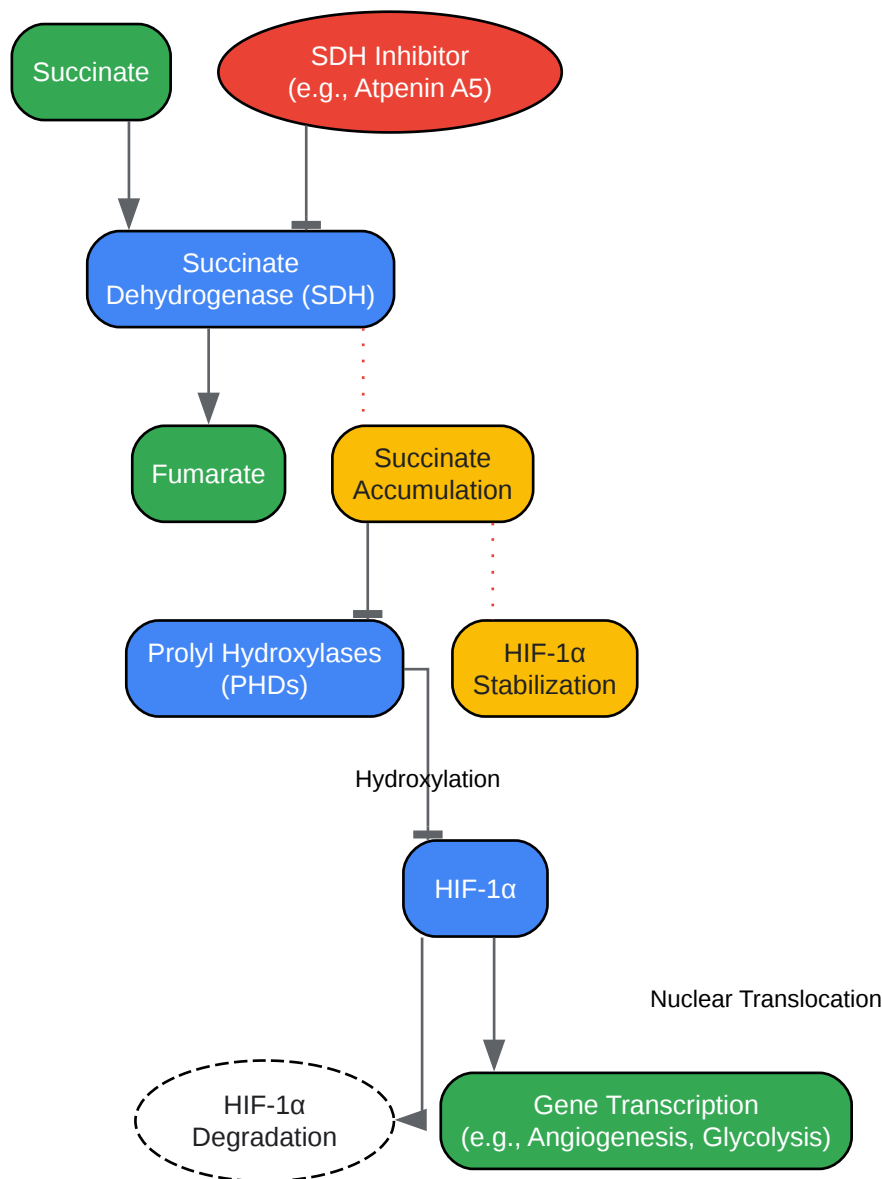 Succinate
SDH Inhibitor
(e.g., Atpenin A5)
Succinate
Dehydrogenase (SDH)
Fumarate
Succinate
Accumulation
Prolyl Hydroxylases
(PHDs)
HIF-1α
Stabilization
Hydroxylation
HIF-1α
Nuclear Translocation
HIF-1α
Degradation
Gene Transcription
(e.g., Angiogenesis, Glycolysis)